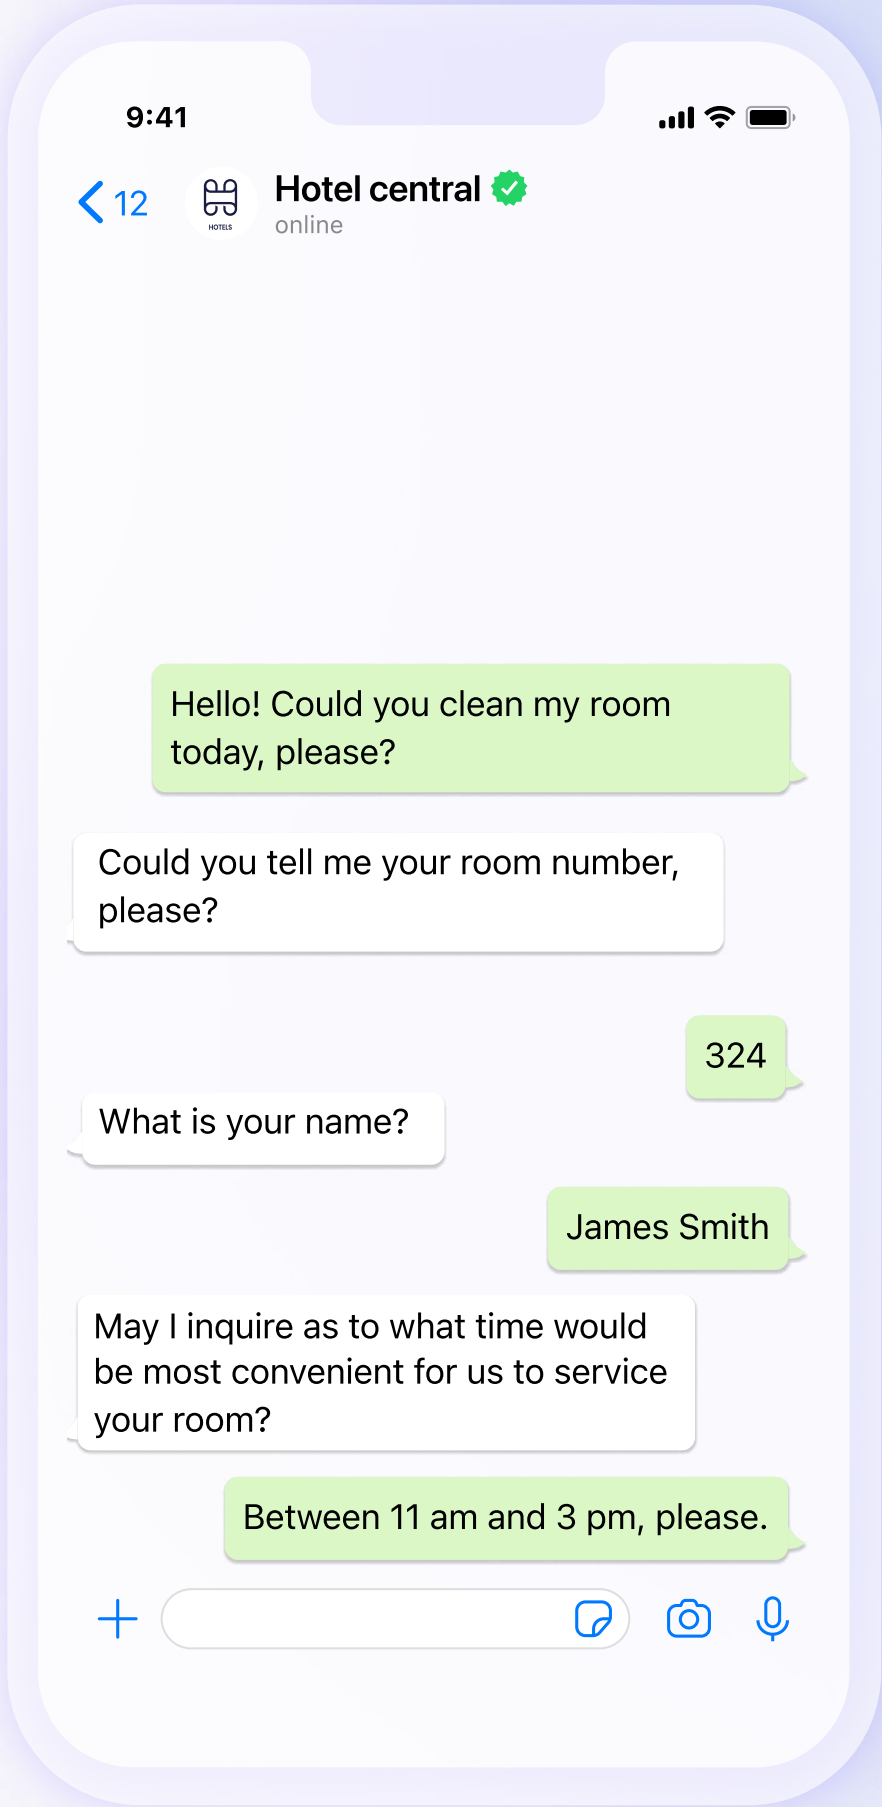 9:41
12
HOTELS
Hotel central
online
Hello! Could you clean my room
today, please?
Could you tell me your room number,
please?
324
What is your name?
James Smith
May I inquire as to what time would
be most convenient for us to service
your room?
Between 11 am and 3 pm, please.